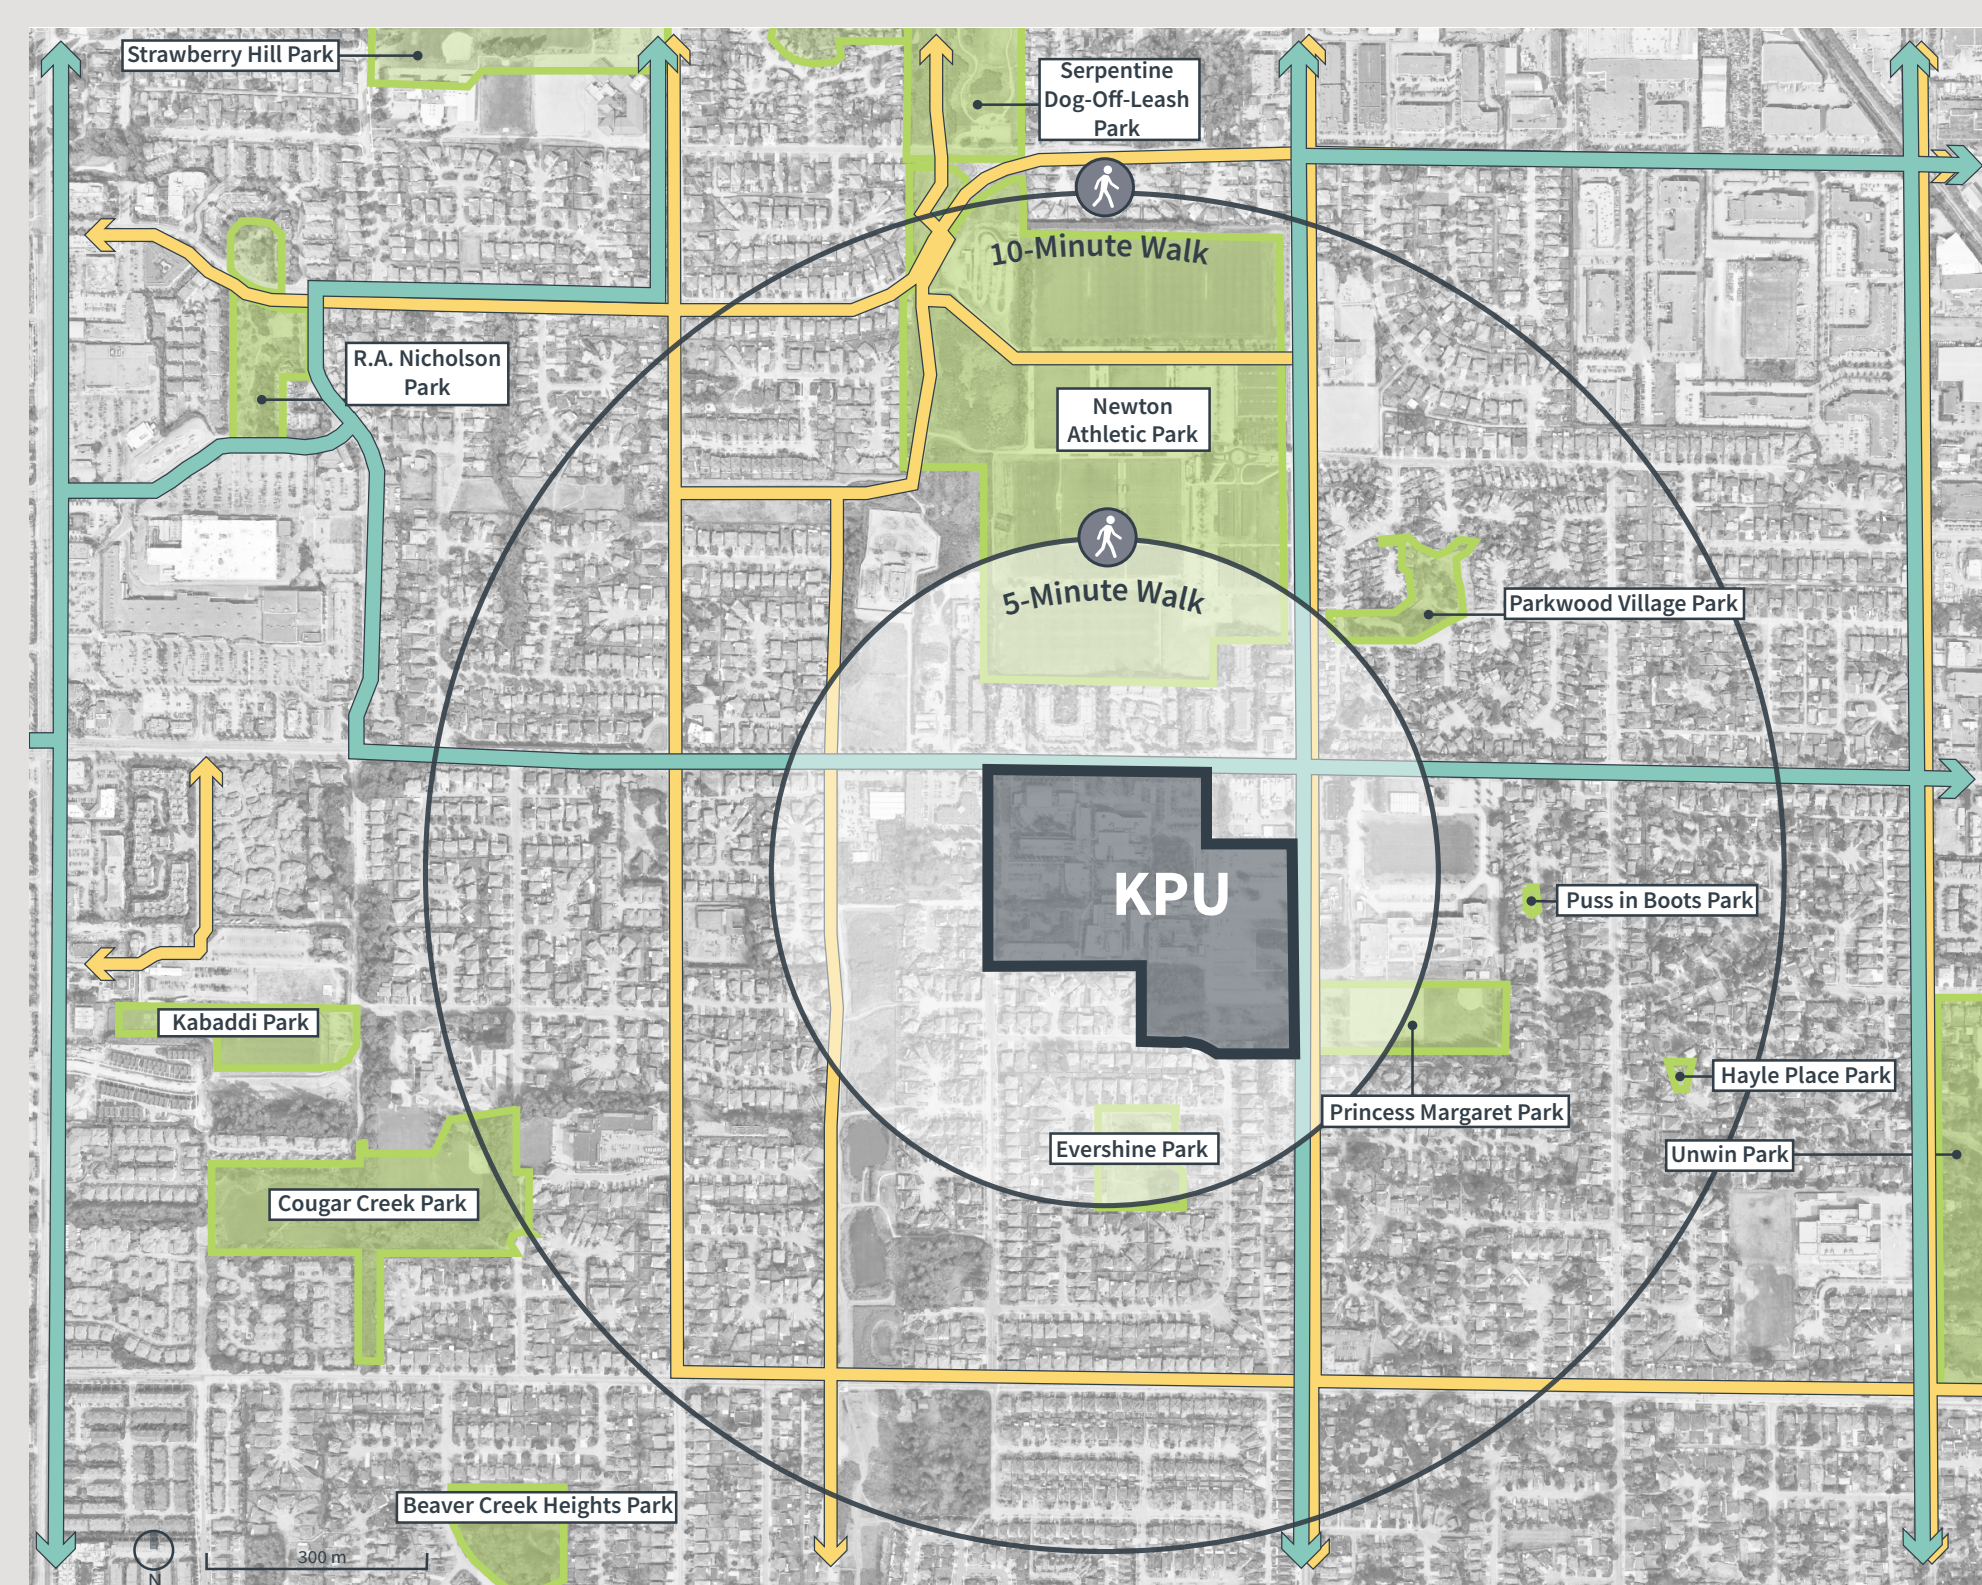 Strawberry Hill Park
Serpentine
Dog-Off-Leash
Park
10-Minute Walk
R.A. Nicholson
Park
Newton
Athletic Park
5-Minute Walk
Parkwood Village Park
KPU
Puss in Boots Park
Kabaddi Park
Hayle Place Park
Princess Margaret Park
Evershine Park
Unwin Park
Cougar Creek Park
Beaver Creek Heights Park
300 m
N